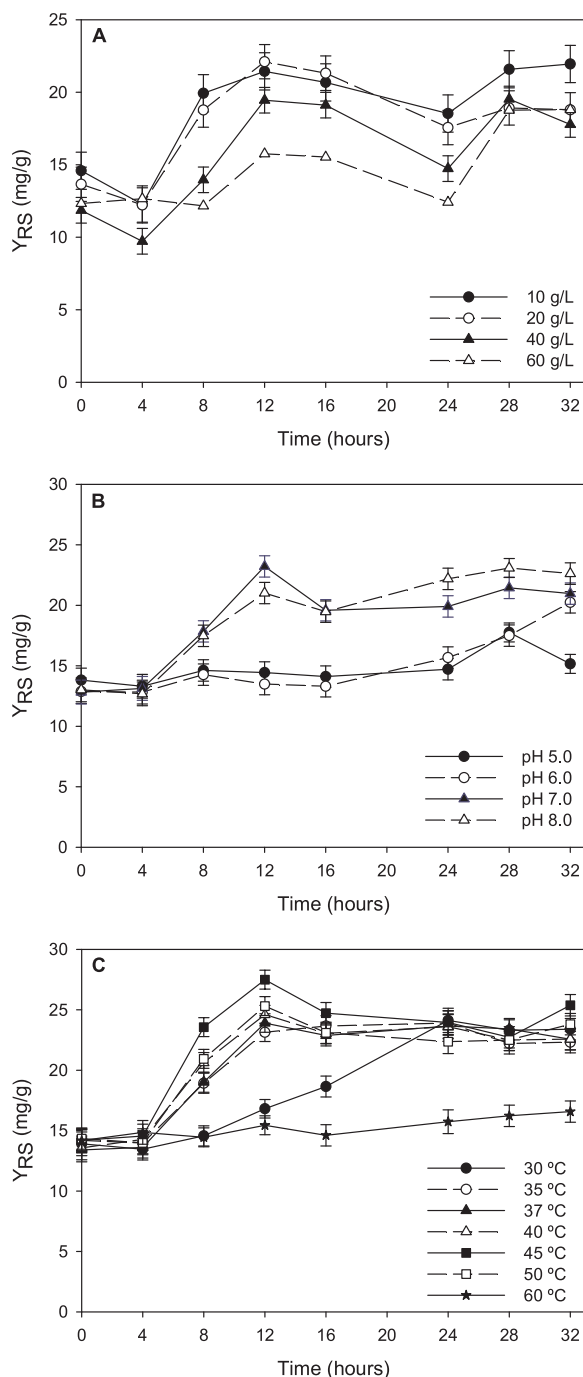 A
25
20
15
10
5
0
Y_RS (mg/g)
10 g/L
20 g/L
40 g/L
60 g/L
0 4 8 12 16 20 24 28 32
Time (hours)
B
30
25
20
15
10
5
0
Y_RS (mg/g)
pH 5.0
pH 6.0
pH 7.0
pH 8.0
0 4 8 12 16 20 24 28 32
Time (hours)
C
30
25
20
15
10
5
0
Y_RS (mg/g)
30 ºC
35 ºC
37 ºC
40 ºC
45 ºC
50 ºC
60 ºC
0 4 8 12 16 20 24 28 32
Time (hours)